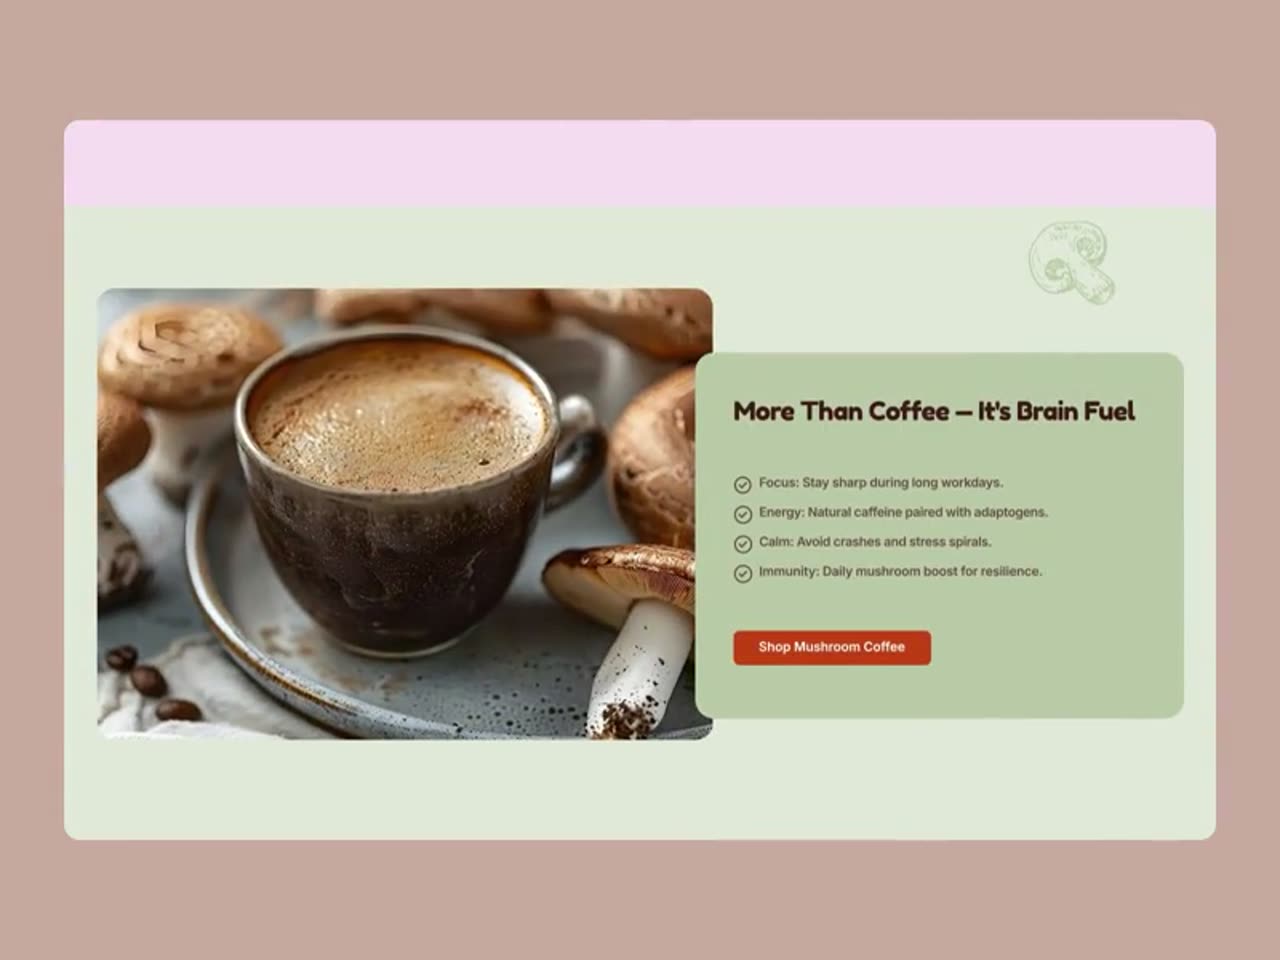 More Than Coffee — It's Brain Fuel
Focus: Stay sharp during long workdays.
Energy: Natural caffeine paired with adaptogens.
Calm: Avoid crashes and stress spirals.
Immunity: Daily mushroom boost for resilience.
Shop Mushroom Coffee